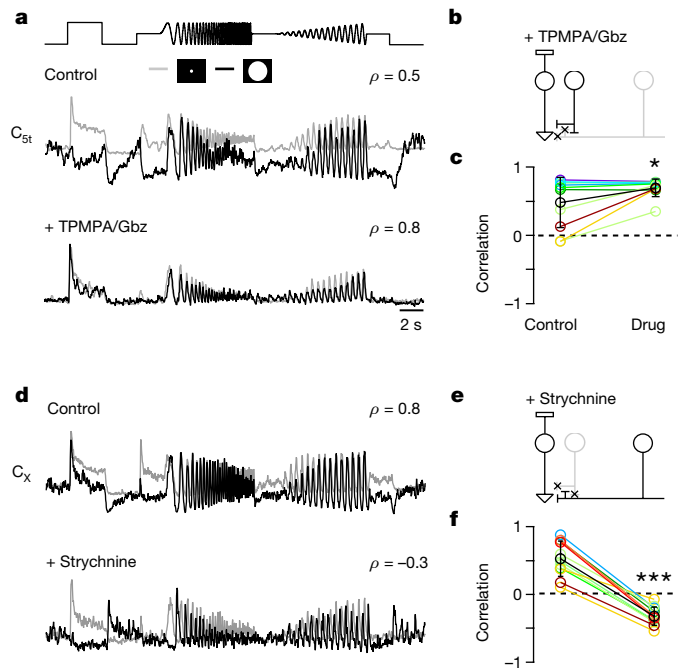 a
Control
ρ = 0.5
C5t
+ TPMPA/Gbz
ρ = 0.8
2 s
b
+ TPMPA/Gbz
c
*
1
0
−1
Correlation
Control
Drug
d
Control
ρ = 0.8
CX
+ Strychnine
ρ = −0.3
e
+ Strychnine
f
***
1
0
−1
Correlation